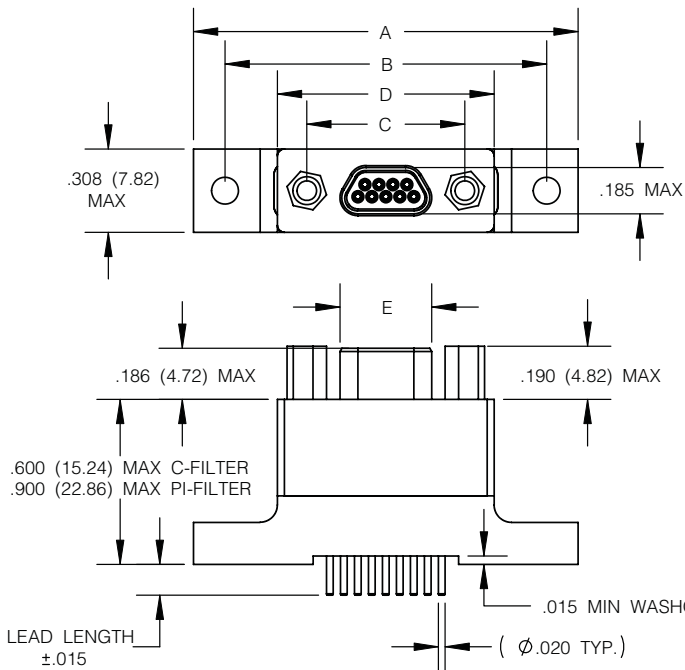 A
B
D
C
.308 (7.82)
MAX
.185 MAX
E
.186 (4.72) MAX
.190 (4.82) MAX
.600 (15.24) MAX C-FILTER
.900 (22.86) MAX PI-FILTER
.015 MIN
LEAD LENGTH
±.015
( Ø.020 TYP.)